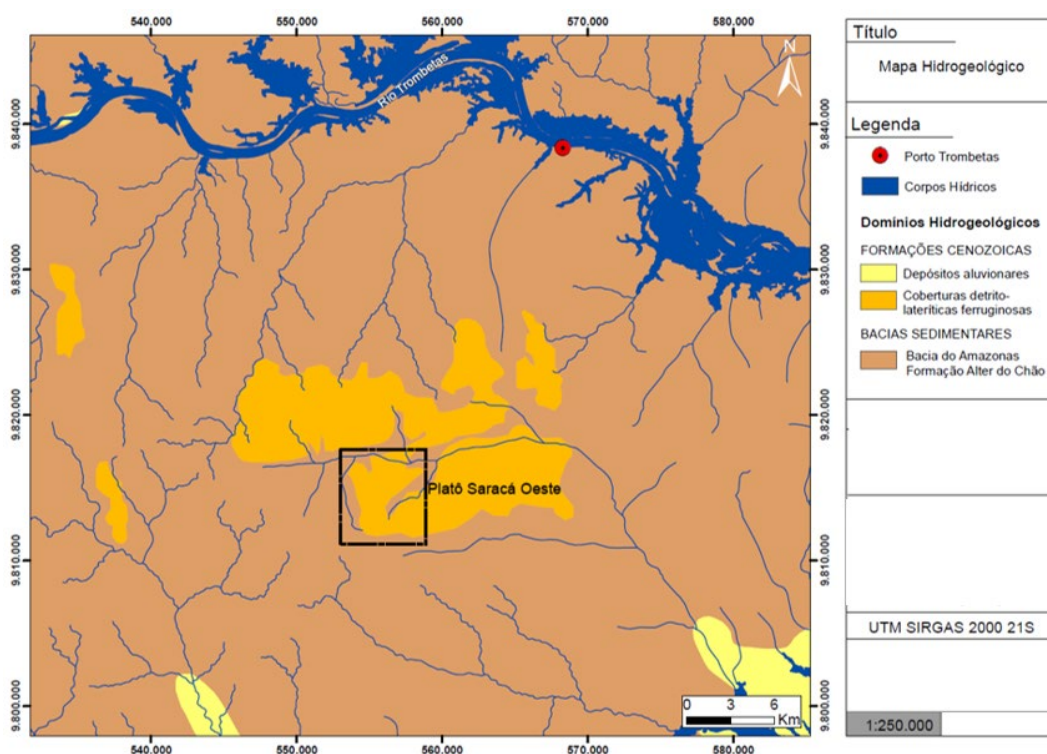 540.000 550.000 560.000 570.000 580.000
9.840.000
9.830.000
9.820.000
9.810.000
9.800.000
Rio Trombetas
N
Platô Saracá Oeste
0 3 6
Km
9.840.000
9.830.000
9.820.000
9.810.000
9.800.000
540.000 550.000 560.000 570.000 580.000
Título
Mapa Hidrogeológico
Legenda
Porto Trombetas
Corpos Hídricos
Domínios Hidrogeológicos
FORMAÇÕES CENOZOICAS
Depósitos aluvionares
Coberturas detrito-
lateríticas ferruginosas
BACIAS SEDIMENTARES
Bacia do Amazonas
Formação Alter do Chão
UTM SIRGAS 2000 21S
1:250.000